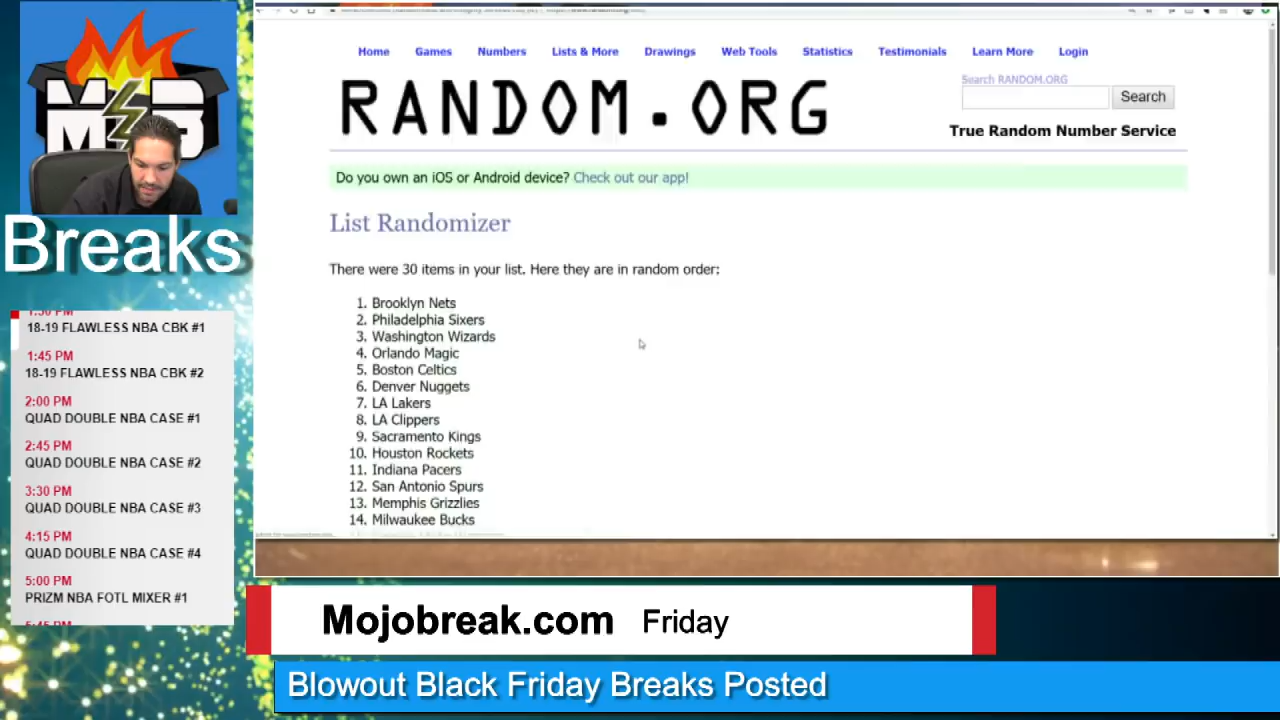 Home Games Numbers Lists & More Drawings Web Tools Statistics Testimonials Learn More Login
RANDOM.ORG
Search RANDOM.ORG
Search
True Random Number Service
Do you own an iOS or Android device? Check out our app!
List Randomizer
There were 30 items in your list. Here they are in random order:
1. Brooklyn Nets
2. Philadelphia Sixers
3. Washington Wizards
4. Orlando Magic
5. Boston Celtics
6. Denver Nuggets
7. LA Lakers
8. LA Clippers
9. Sacramento Kings
10. Houston Rockets
11. Indiana Pacers
12. San Antonio Spurs
13. Memphis Grizzlies
14. Milwaukee Bucks
Breaks
1:30 PM
18-19 FLAWLESS NBA CBK #1
1:45 PM
18-19 FLAWLESS NBA CBK #2
2:00 PM
QUAD DOUBLE NBA CASE #1
2:45 PM
QUAD DOUBLE NBA CASE #2
3:30 PM
QUAD DOUBLE NBA CASE #3
4:15 PM
QUAD DOUBLE NBA CASE #4
5:00 PM
PRIZM NBA FOTL MIXER #1
5:45 PM
Mojobreak.com Friday
Blowout Black Friday Breaks Posted